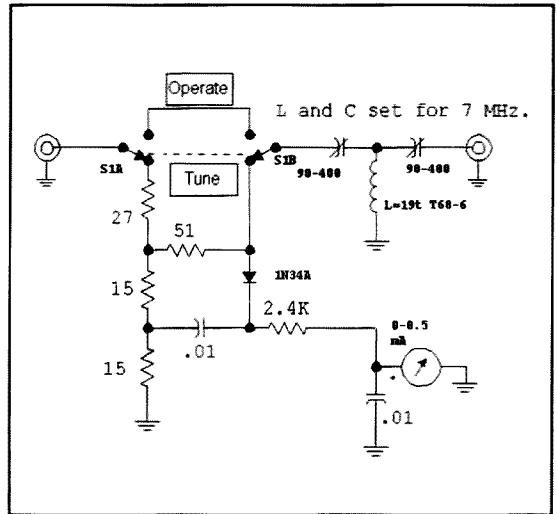 Operate
L and C set for 7 MHz.
S1A
S1B
Tune
90-400
90-400
L=19t T68-6
27
51
1N34A
15
2.4K
0-0.5
mA
.01
15
.01